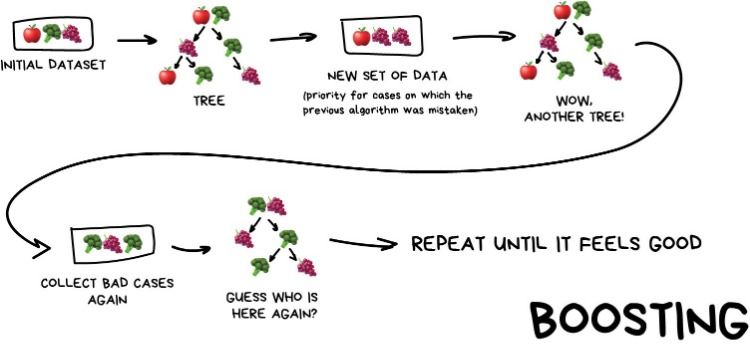 INITIAL DATASET
TREE
NEW SET OF DATA
(priority for cases on which the
previous algorithm was mistaken)
WOW,
ANOTHER TREE!
COLLECT BAD CASES
AGAIN
GUESS WHO IS
HERE AGAIN?
REPEAT UNTIL IT FEELS GOOD
BOOSTING